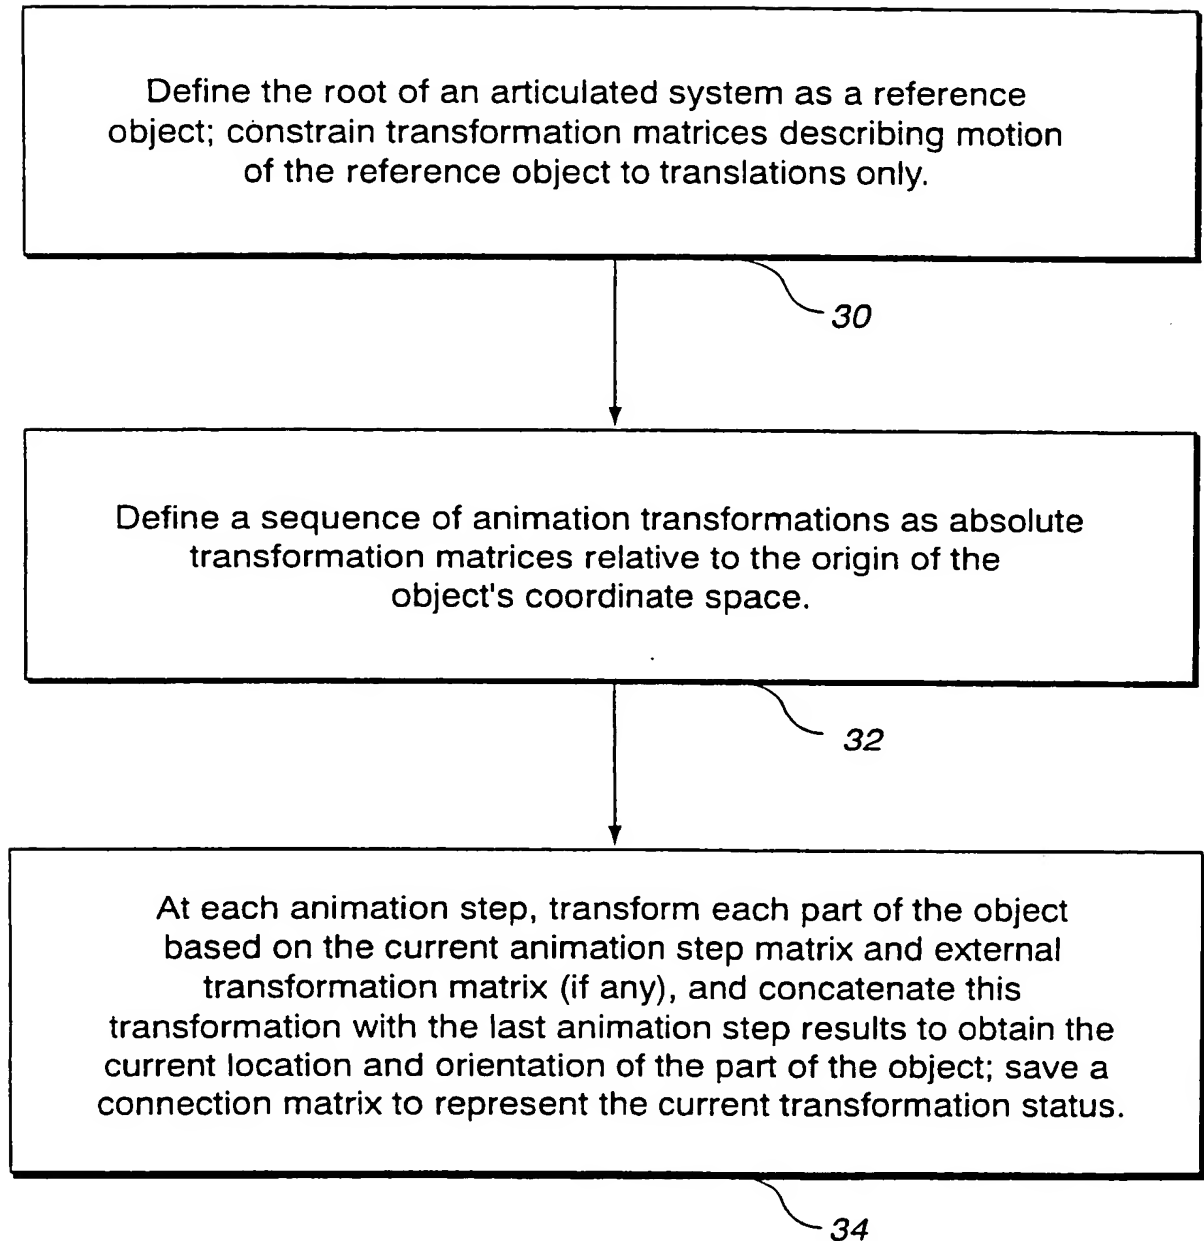 Define the root of an articulated system as a reference
object; constrain transformation matrices describing motion
of the reference object to translations only.
30
Define a sequence of animation transformations as absolute
transformation matrices relative to the origin of the
object's coordinate space.
32
At each animation step, transform each part of the object
based on the current animation step matrix and external
transformation matrix (if any), and concatenate this
transformation with the last animation step results to obtain the
current location and orientation of the part of the object; save a
connection matrix to represent the current transformation status.
34